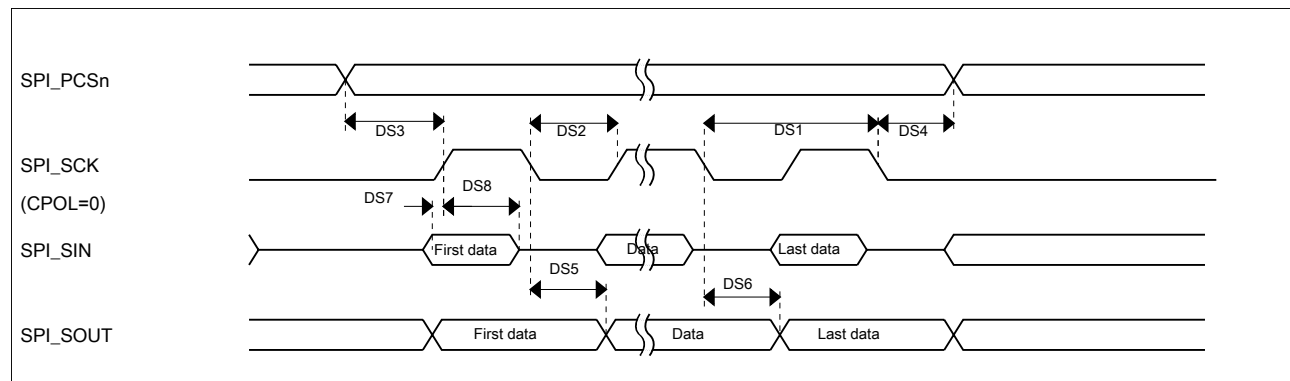 SPI_PCSn
DS3
DS2
DS1
DS4
SPI_SCK
(CPOL=0)
DS7
DS8
SPI_SIN
First data
Data
Last data
DS5
DS6
SPI_SOUT
First data
Data
Last data